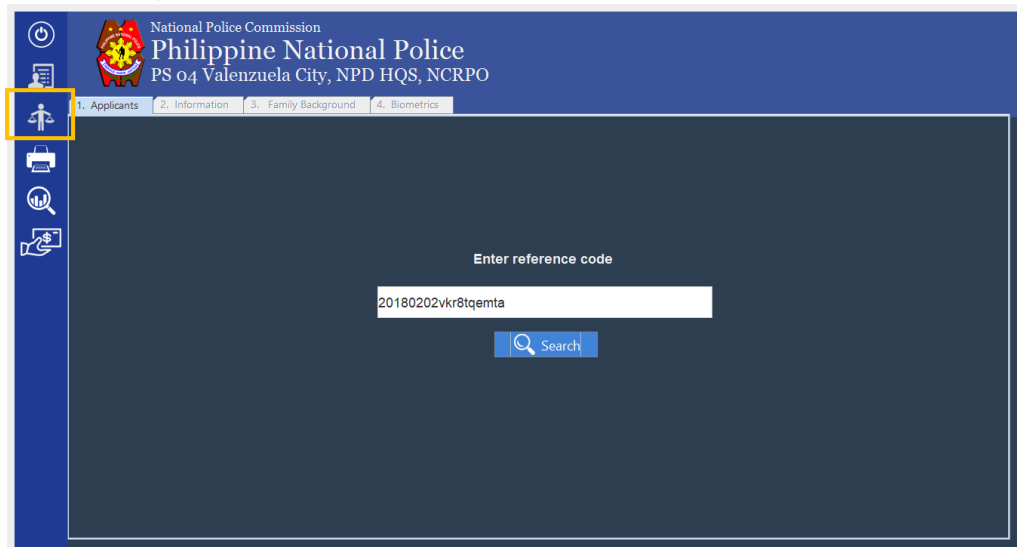 National Police Commission
Philippine National Police
PS 04 Valenzuela City, NPD HQS, NCRPO
1. Applicants 2. Information 3. Family Background 4. Biometrics
Enter reference code
20180202vkr8tqemta
Search